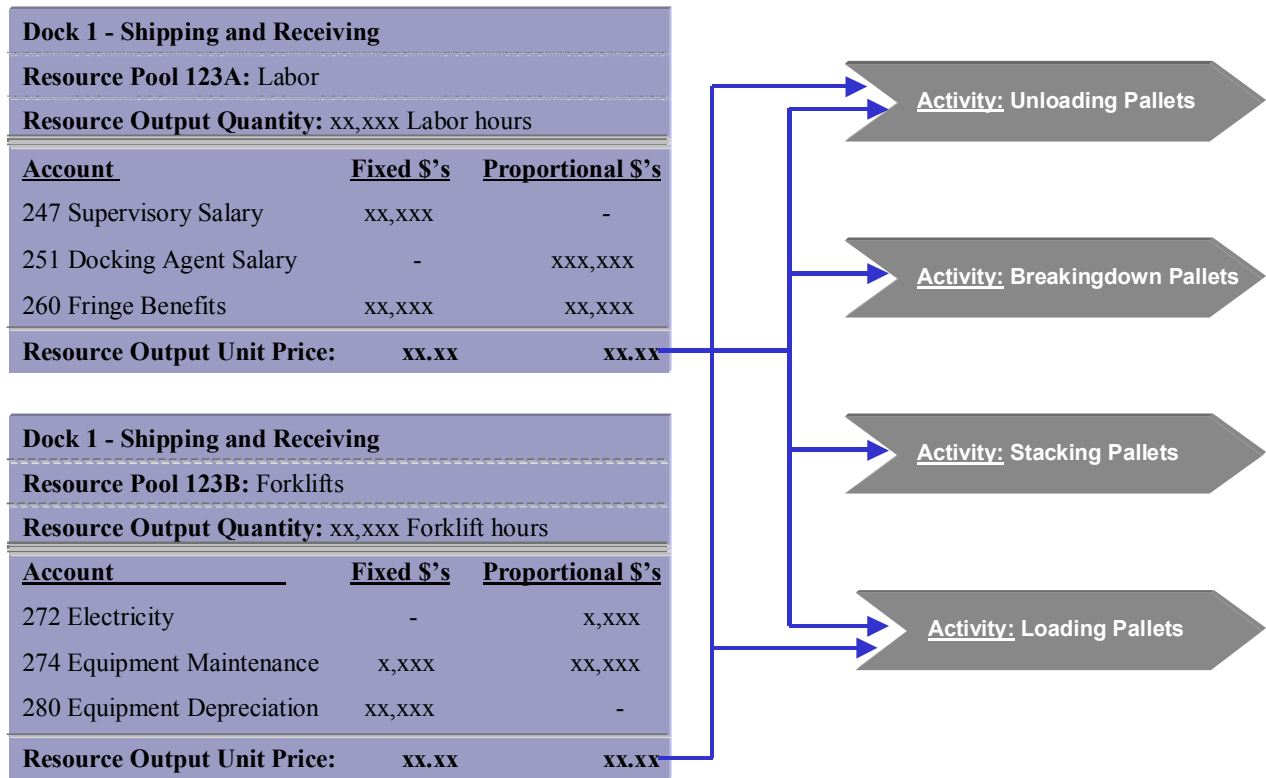 Dock 1 - Shipping and Receiving
Resource Pool 123A: Labor
Resource Output Quantity: xx,xxx Labor hours
Account Fixed $’s Proportional $’s
247 Supervisory Salary xx,xxx -
251 Docking Agent Salary - xxx,xxx
260 Fringe Benefits xx,xxx xx,xxx
Resource Output Unit Price: xx.xx xx.xx
Dock 1 - Shipping and Receiving
Resource Pool 123B: Forklifts
Resource Output Quantity: xx,xxx Forklift hours
Account Fixed $’s Proportional $’s
272 Electricity - x,xxx
274 Equipment Maintenance x,xxx xx,xxx
280 Equipment Depreciation xx,xxx -
Resource Output Unit Price: xx.xx xx.xx
Activity: Unloading Pallets
Activity: Breakingdown Pallets
Activity: Stacking Pallets
Activity: Loading Pallets